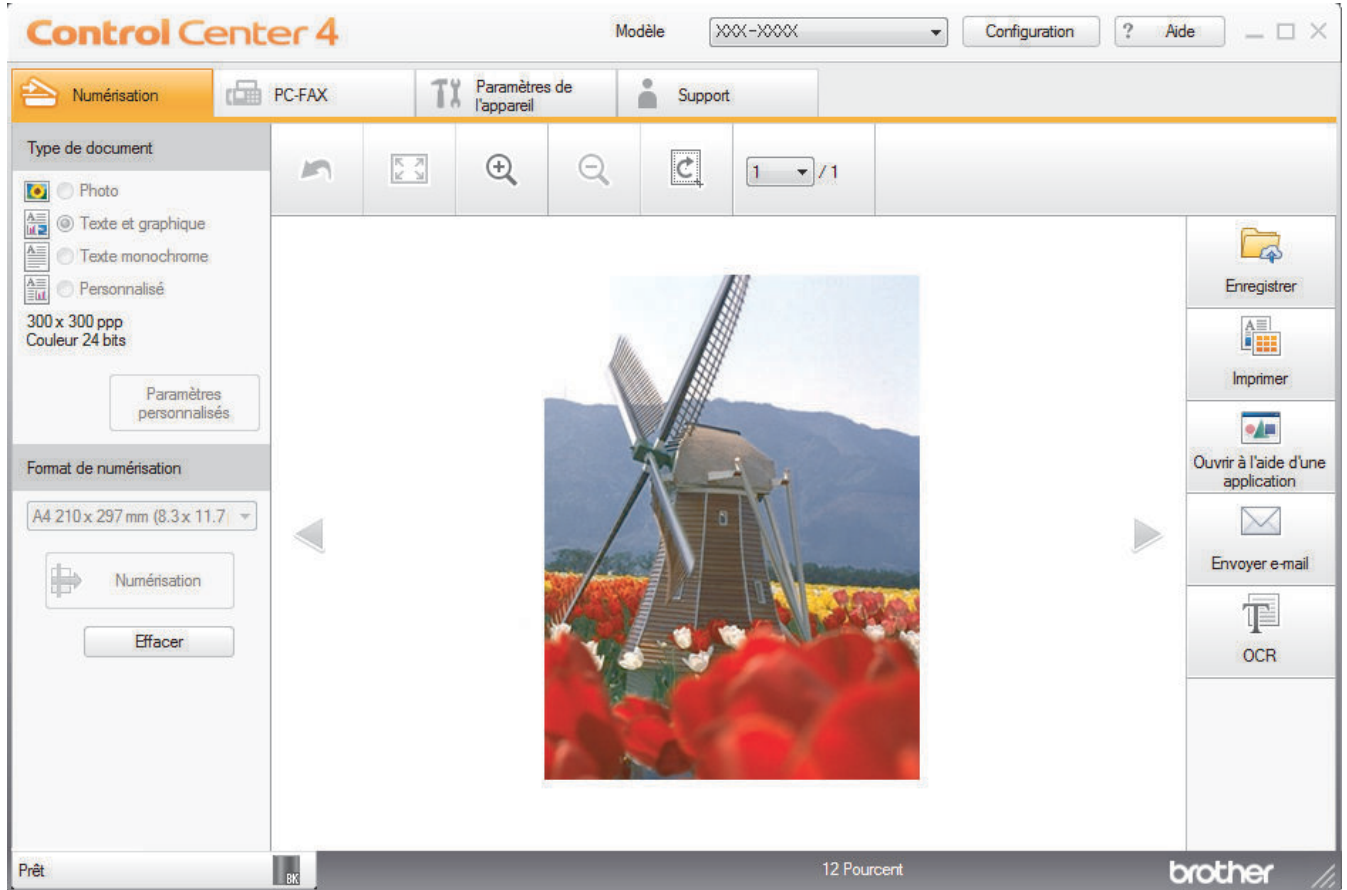 Control Center 4
Modèle
XXX-XXXX
Configuration
? Aide
Numérisation
PC-FAX
Paramètres de
l'appareil
Support
Type de document
Photo
Texte et graphique
Texte monochrome
Personnalisé
300 x 300 ppp
Couleur 24 bits
Paramètres
personnalisés
Format de numérisation
A4 210 x 297 mm (8.3 x 11.7
Numérisation
Effacer
1 / 1
Enregistrer
Imprimer
Ouvrir à l'aide d'une
application
Envoyer e-mail
OCR
Prêt
BK
12 Pourcent
brother